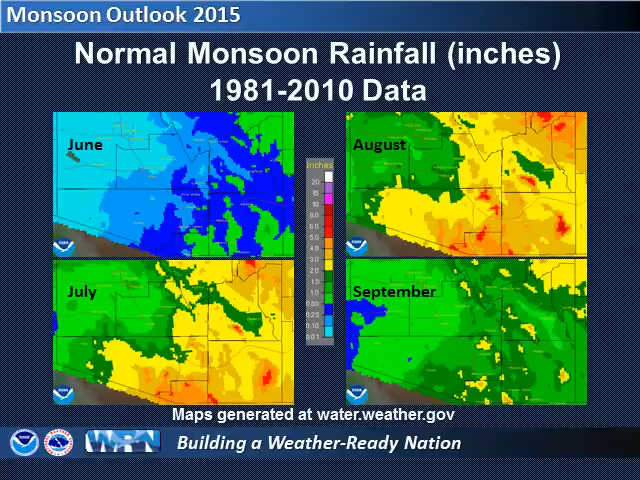 Monsoon Outlook 2015
Normal Monsoon Rainfall (inches)
1981-2010 Data
June
August
Inches
20
15
10
8.0
6.0
5.0
4.0
3.0
2.0
1.5
1.0
0.50
0.25
0.10
0.01
July
September
Maps generated at water.weather.gov
Building a Weather-Ready Nation